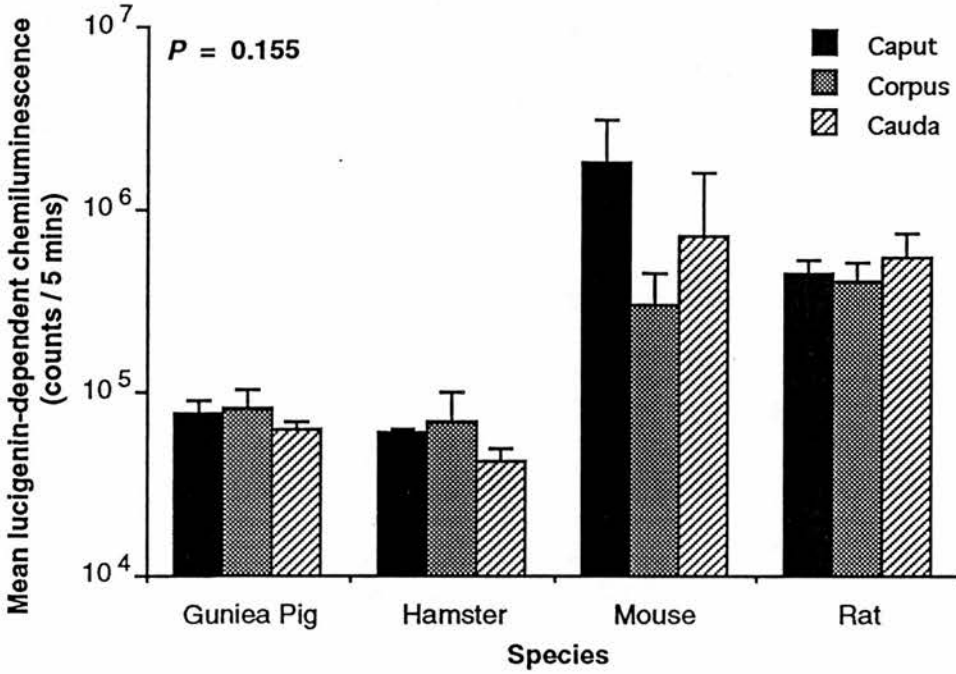 Mean lucigenin-dependent chemiluminescence
(counts / 5 mins)
10^7
10^6
10^5
10^4
P = 0.155
Caput
Corpus
Cauda
Guniea Pig
Hamster
Mouse
Rat
Species